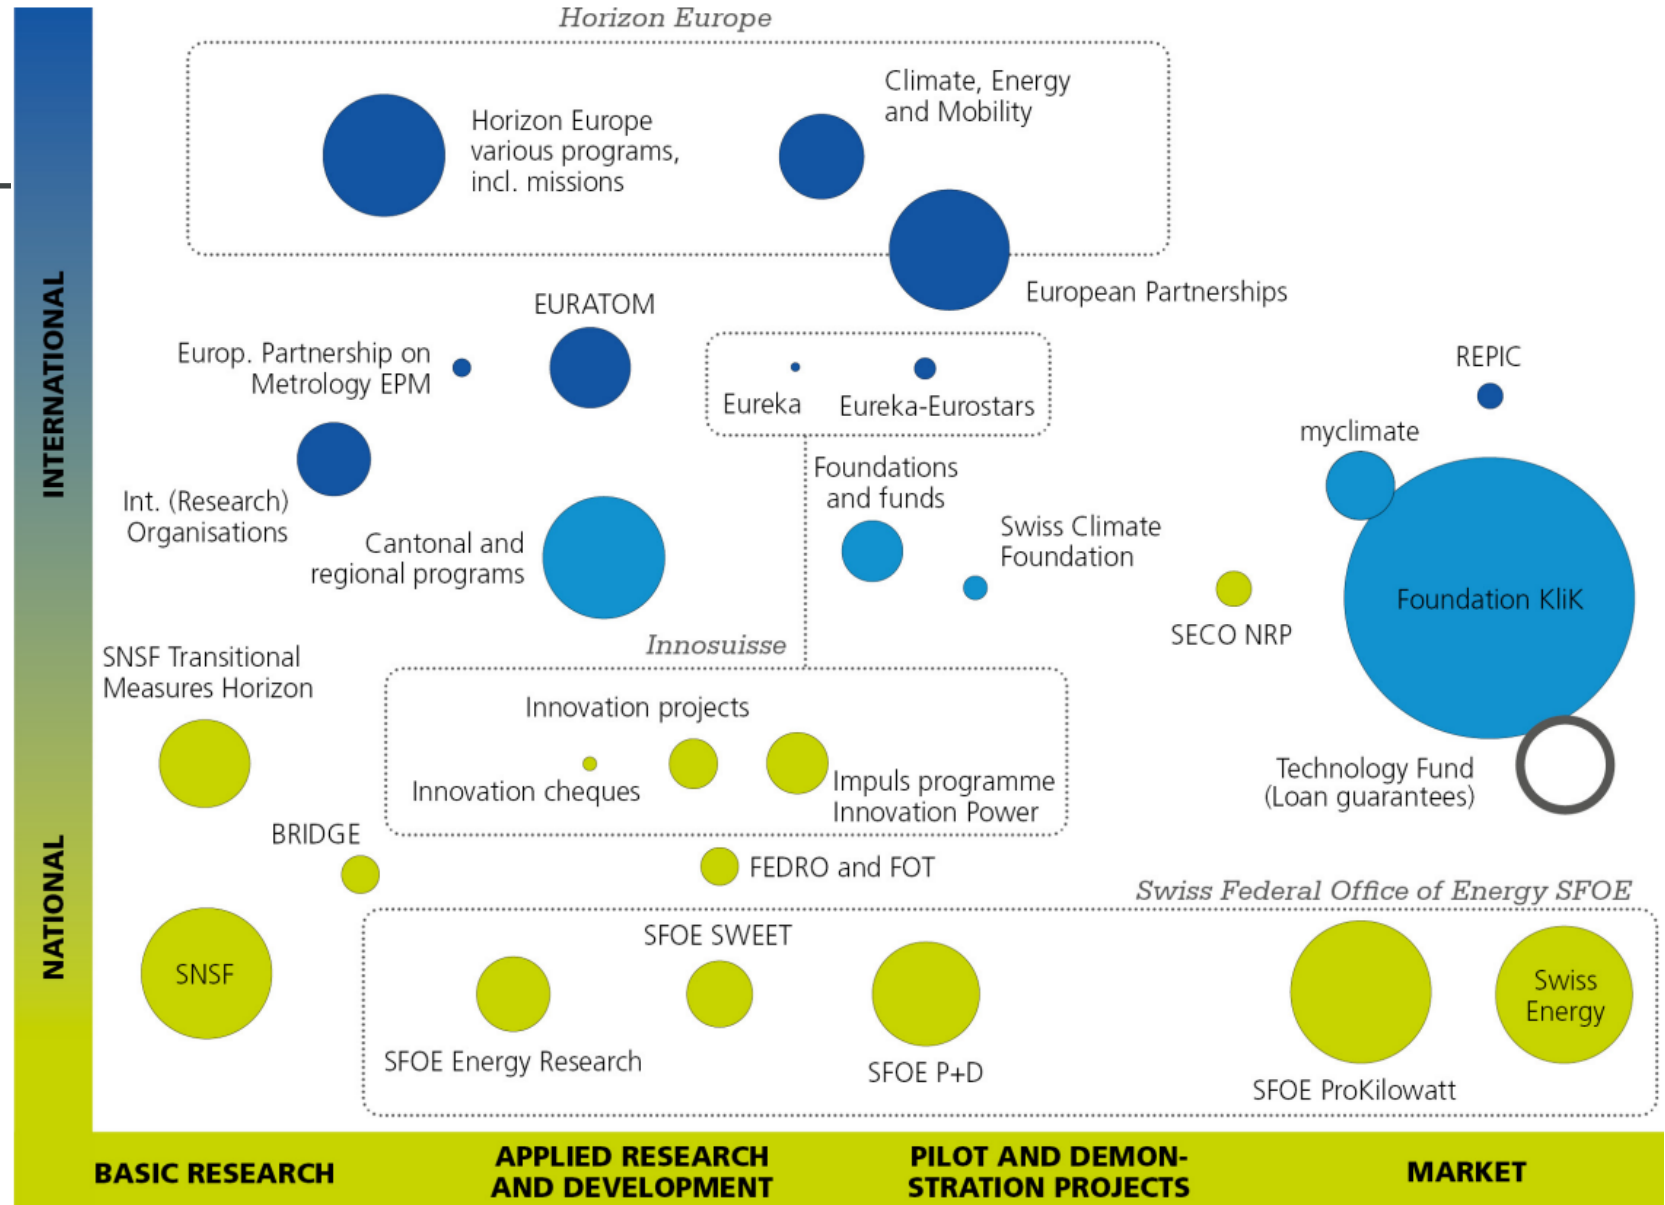 Horizon Europe
Climate, Energy
and Mobility
Horizon Europe
various programs,
incl. missions
European Partnerships
EURATOM
Europ. Partnership on
Metrology EPM
Eureka
Eureka-Eurostars
REPIC
myclimate
Int. (Research)
Organisations
Cantonal and
regional programs
Foundations
and funds
Swiss Climate
Foundation
Foundation KliK
SECO NRP
Innosuisse
SNSF Transitional
Measures Horizon
Innovation projects
Innovation cheques
Impuls programme
Innovation Power
Technology Fund
(Loan guarantees)
BRIDGE
FEDRO and FOT
Swiss Federal Office of Energy SFOE
SNSF
SFOE SWEET
SFOE Energy Research
SFOE P+D
SFOE ProKilowatt
Swiss
Energy
INTERNATIONAL
NATIONAL
BASIC RESEARCH
APPLIED RESEARCH
AND DEVELOPMENT
PILOT AND DEMON-
STRATION PROJECTS
MARKET